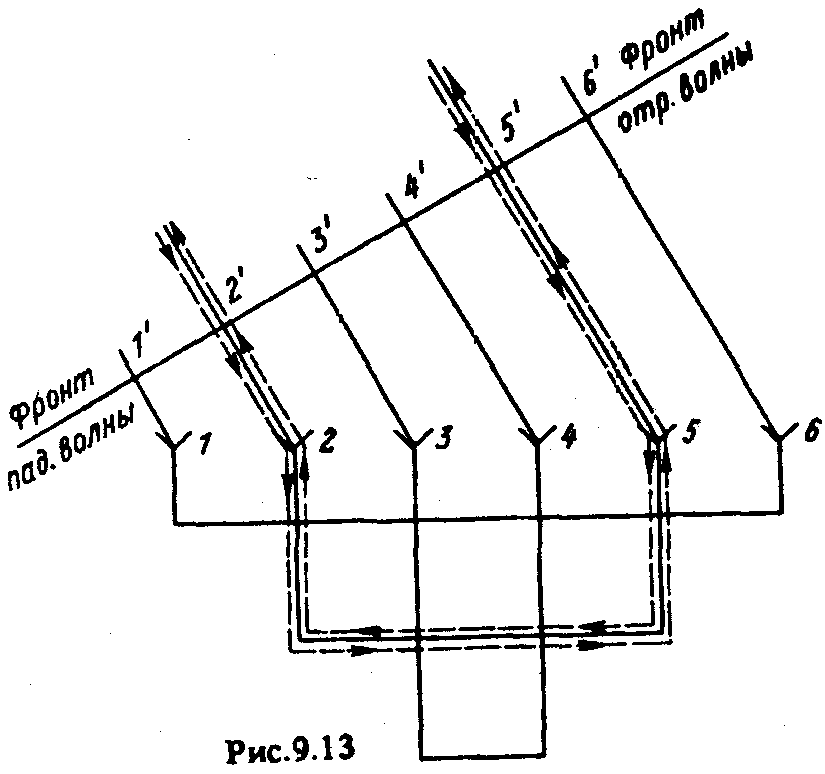 Фронт
отр. волны
6'
5'
4'
3'
2'
1'
Фронт
пад. волны
1
2
3
4
5
6
Рис.9.13